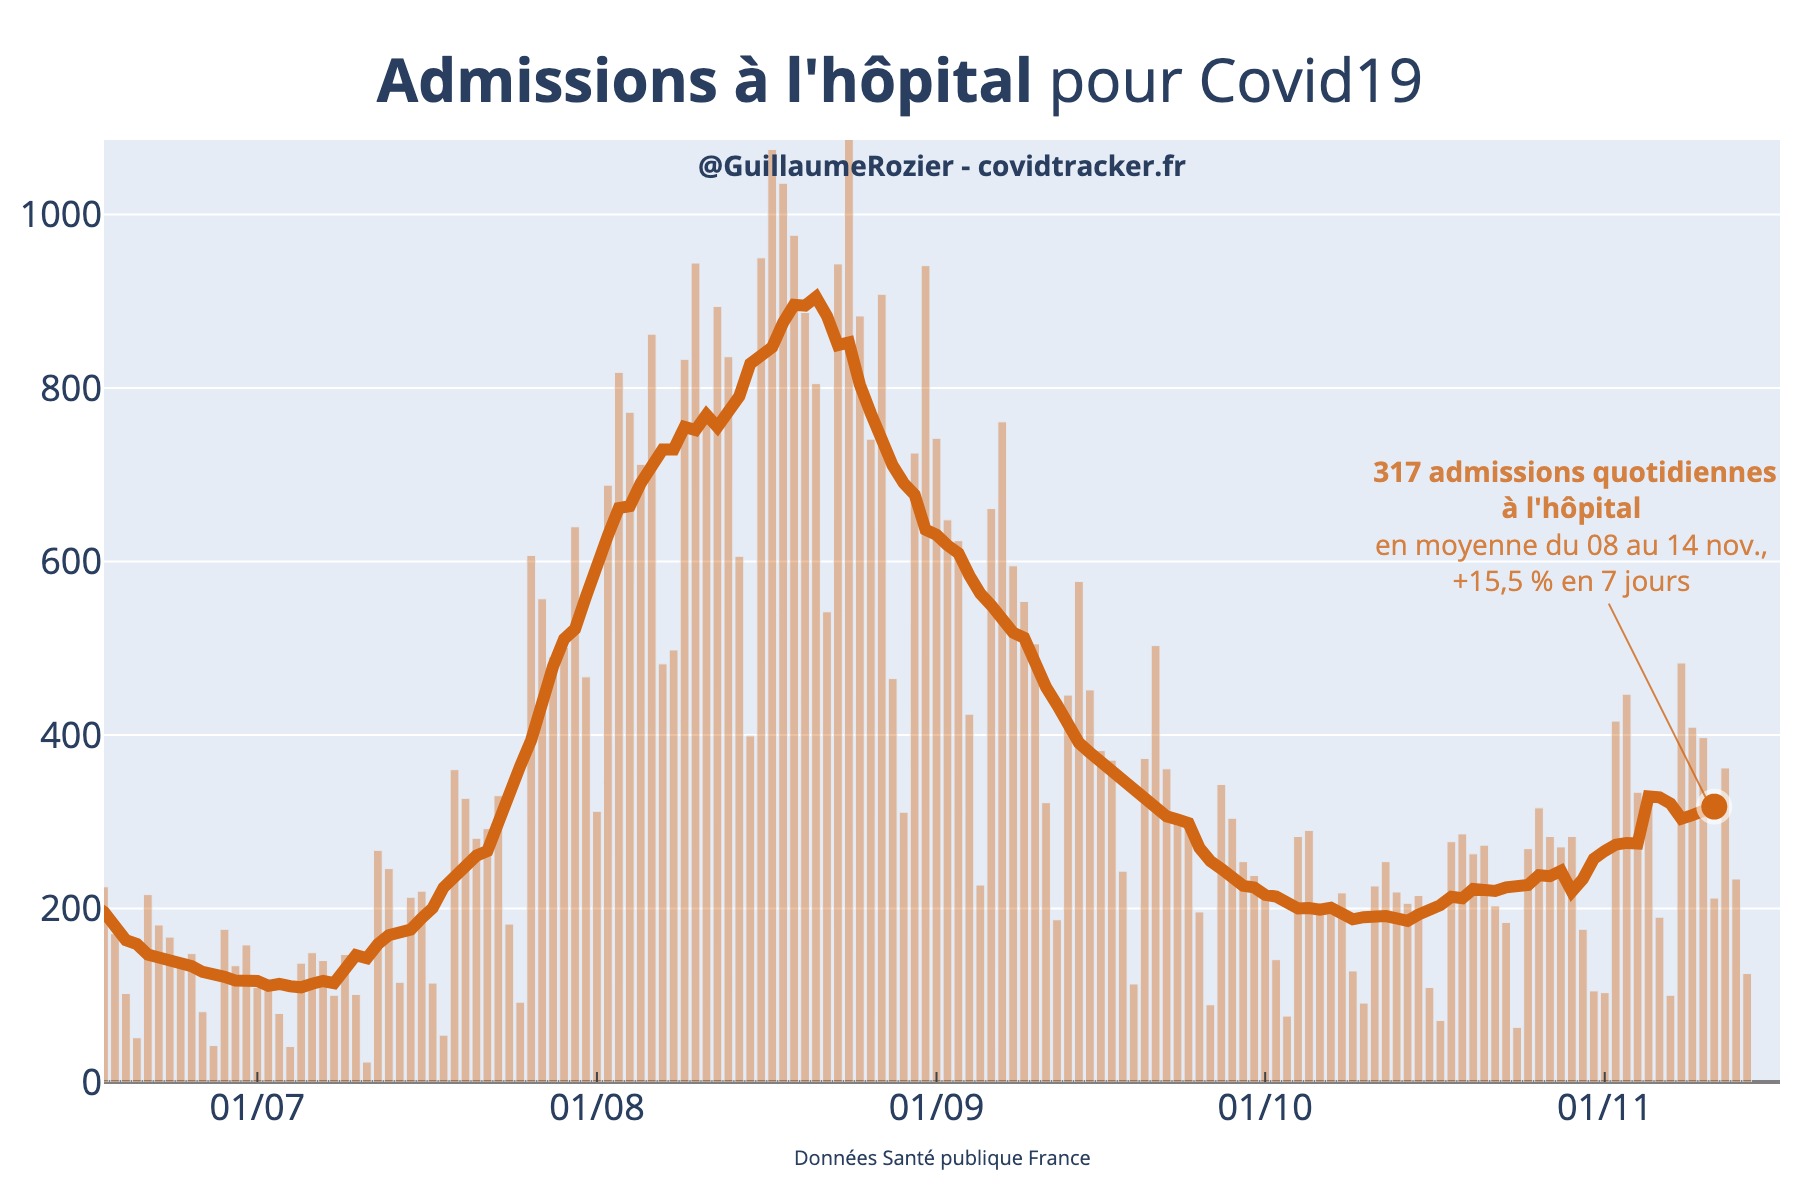 Admissions à l'hôpital pour Covid19
@GuillaumeRozier - covidtracker.fr
1000
800
600
400
200
0
317 admissions quotidiennes
à l'hôpital
en moyenne du 08 au 14 nov.,
+15,5 % en 7 jours
01/07
01/08
01/09
01/10
01/11
Données Santé publique France